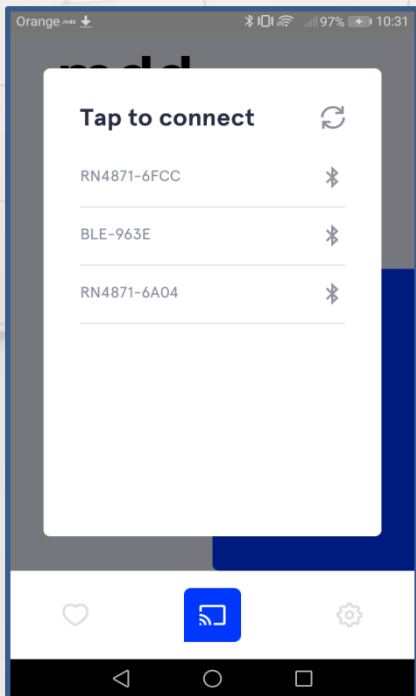 Orange 97% 10:31
Tap to connect
RN4871-6FCC
BLE-963E
RN4871-6A04